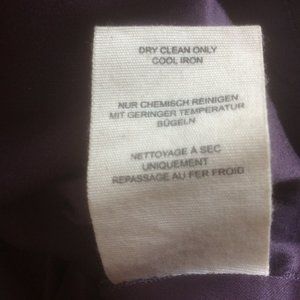 DRY CLEAN ONLY
COOL IRON
NUR CHEMISCH REINIGEN
MIT GERINGER TEMPERATUR
BÜGELN
NETTOYAGE À SEC
UNIQUEMENT
REPASSAGE AU FER FROID